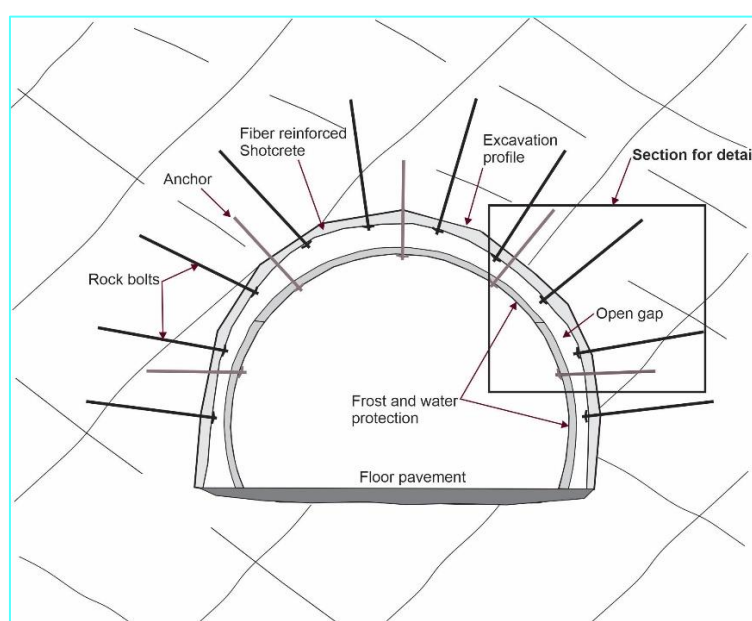 Fiber reinforced
Shotcrete
Excavation
profile
Section for detai
Anchor
Rock bolts
Open gap
Frost and water
protection
Floor pavement